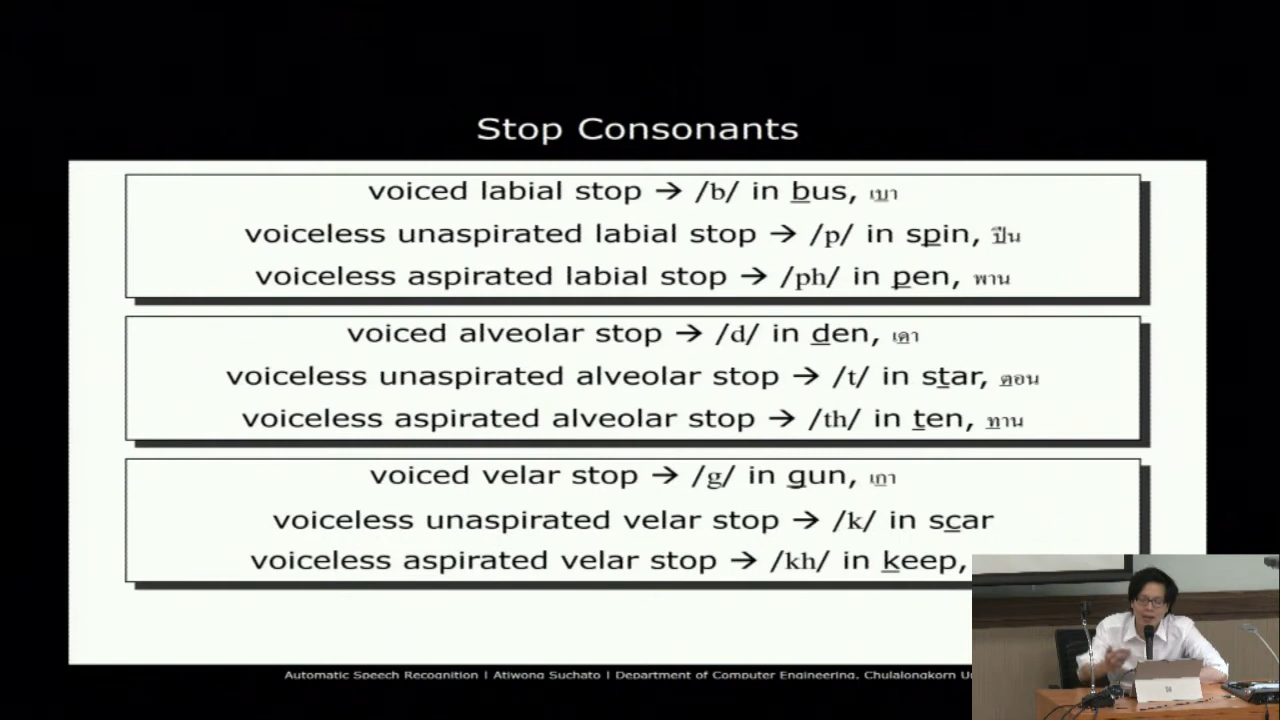 Stop Consonants
voiced labial stop → /b/ in bus, เบา
voiceless unaspirated labial stop → /p/ in spin, ปืน
voiceless aspirated labial stop → /ph/ in pen, พาน
voiced alveolar stop → /d/ in den, เดา
voiceless unaspirated alveolar stop → /t/ in star, ตอน
voiceless aspirated alveolar stop → /th/ in ten, ทาน
voiced velar stop → /g/ in gun, เกา
voiceless unaspirated velar stop → /k/ in scar
voiceless aspirated velar stop → /kh/ in keep,
Automatic Speech Recognition | Atiwong Suchato | Department of Computer Engineering, Chulalongkorn